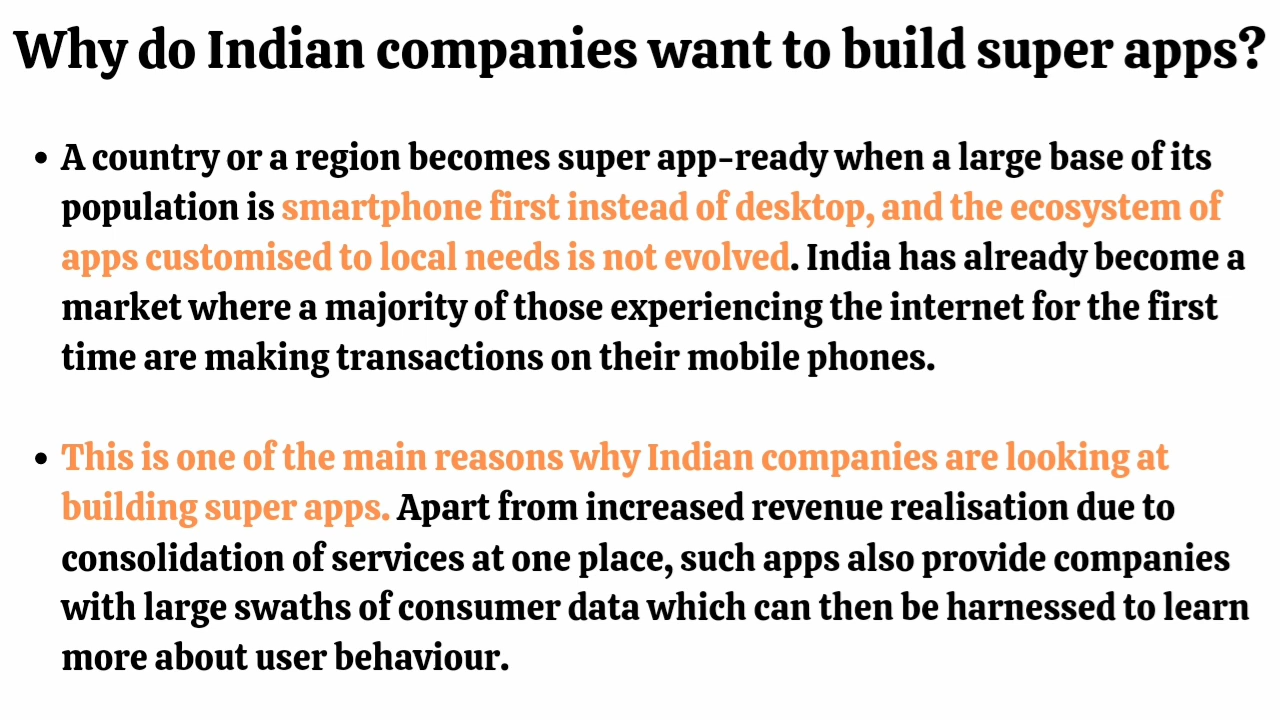 Why do Indian companies want to build super apps?
• A country or a region becomes super app-ready when a large base of its
population is smartphone first instead of desktop, and the ecosystem of
apps customised to local needs is not evolved. India has already become a
market where a majority of those experiencing the internet for the first
time are making transactions on their mobile phones.
• This is one of the main reasons why Indian companies are looking at
building super apps. Apart from increased revenue realisation due to
consolidation of services at one place, such apps also provide companies
with large swaths of consumer data which can then be harnessed to learn
more about user behaviour.